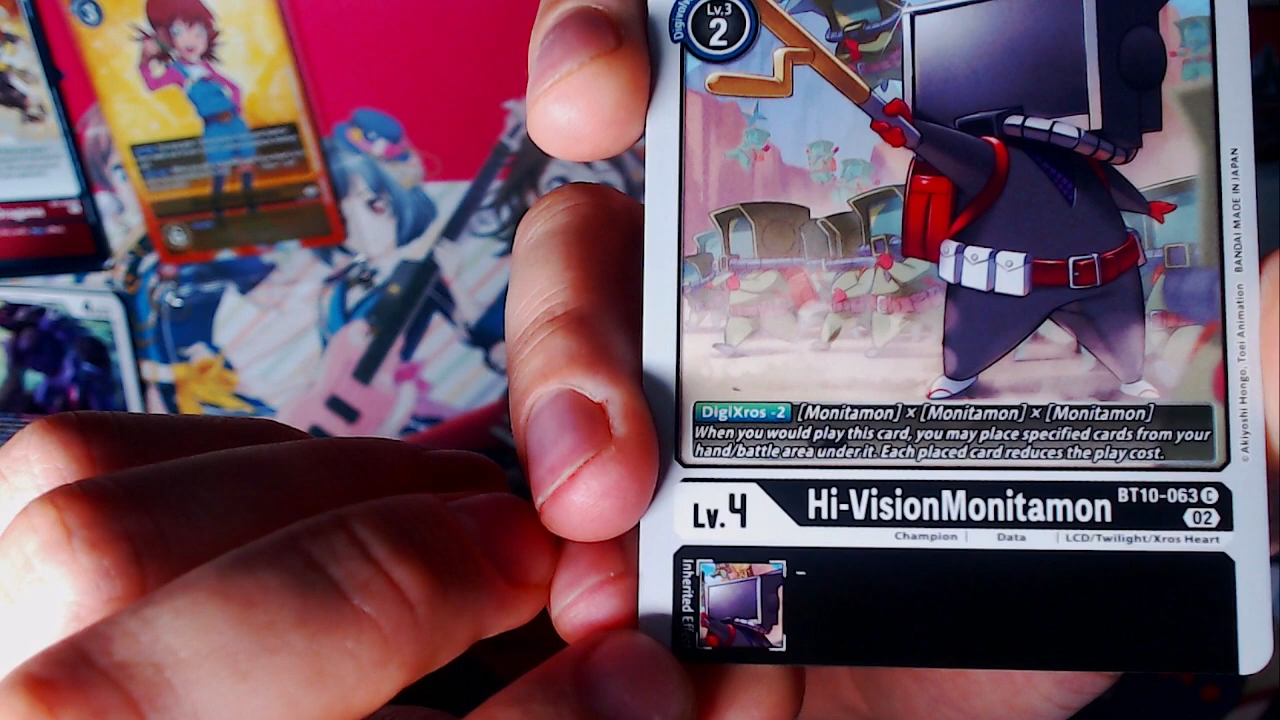 Lv.3
2
DigiXros -2 [Monitamon] × [Monitamon] × [Monitamon]
When you would play this card, you may place specified cards from your
hand/battle area under it. Each placed card reduces the play cost.
Lv.4 Hi-VisionMonitamon BT10-063 C
02
Champion | Data | LCD/Twilight/Xros Heart
Inherited Eff
–
©Akiyoshi Hongo, Toei Animation BANDAI MADE IN JAPAN